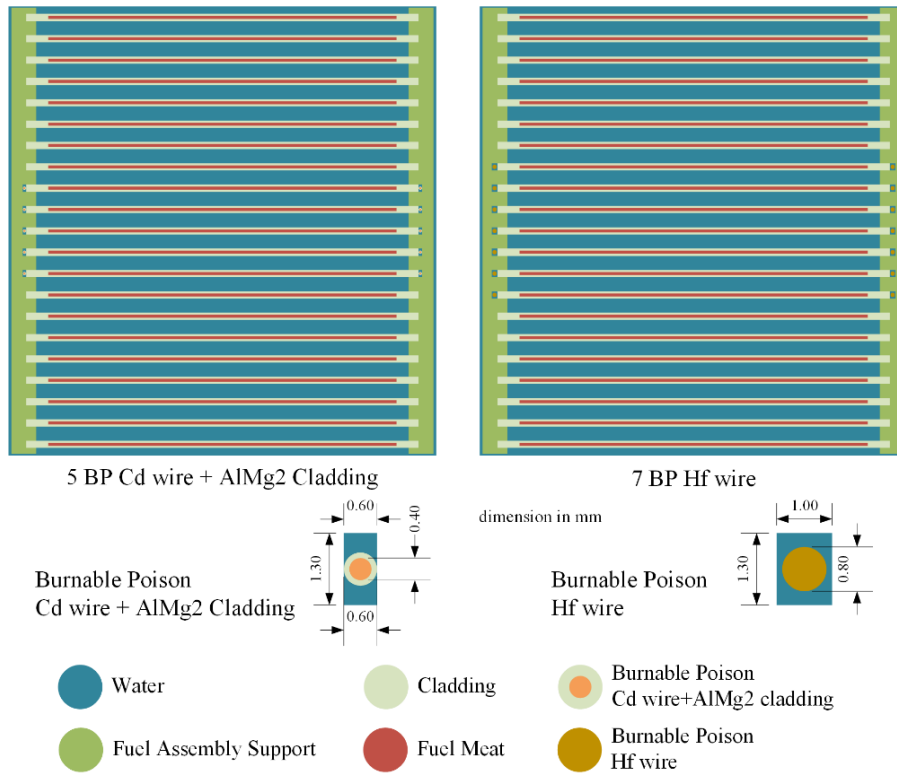 5 BP Cd wire + AlMg2 Cladding
7 BP Hf wire
0.60
0.40
1.30
Burnable Poison
Cd wire + AlMg2 Cladding
0.60
dimension in mm
1.00
1.30
0.80
Burnable Poison
Hf wire
Water
Cladding
Burnable Poison
Cd wire+AlMg2 cladding
Fuel Assembly Support
Fuel Meat
Burnable Poison
Hf wire